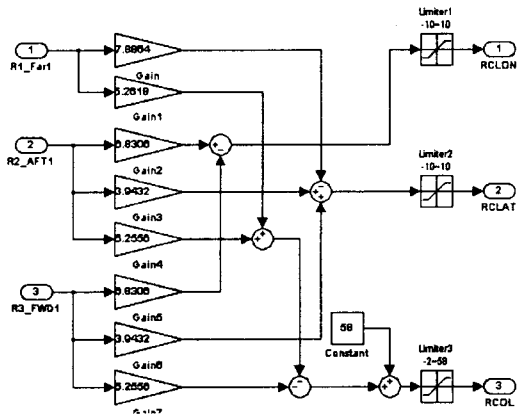 Limiter1
-10~10
1
7.8864
1
R1_Far1
RCLON
Gain
5.2618
Gain1
2
6.8306
R2_AFT1
Limiter2
-10~10
Gain2
3.9432
2
RCLAT
Gain3
5.2556
Gain4
3
6.8306
R3_FWD1
Gain5
58
3.9432
Constant
Limiter3
-2~58
Gain6
5.2556
3
RCOL
Gain7